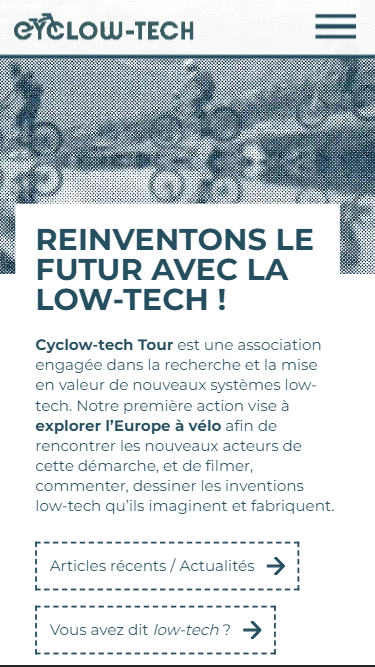 CYCLOW-TECH
REINVENTONS LE
FUTUR AVEC LA
LOW-TECH !
Cyclow-tech Tour est une association
engagée dans la recherche et la mise
en valeur de nouveaux systèmes low-
tech. Notre première action vise à
explorer l’Europe à vélo afin de
rencontrer les nouveaux acteurs de
cette démarche, et de filmer,
commenter, dessiner les inventions
low-tech qu’ils imaginent et fabriquent.
Articles récents / Actualités
Vous avez dit low-tech ?